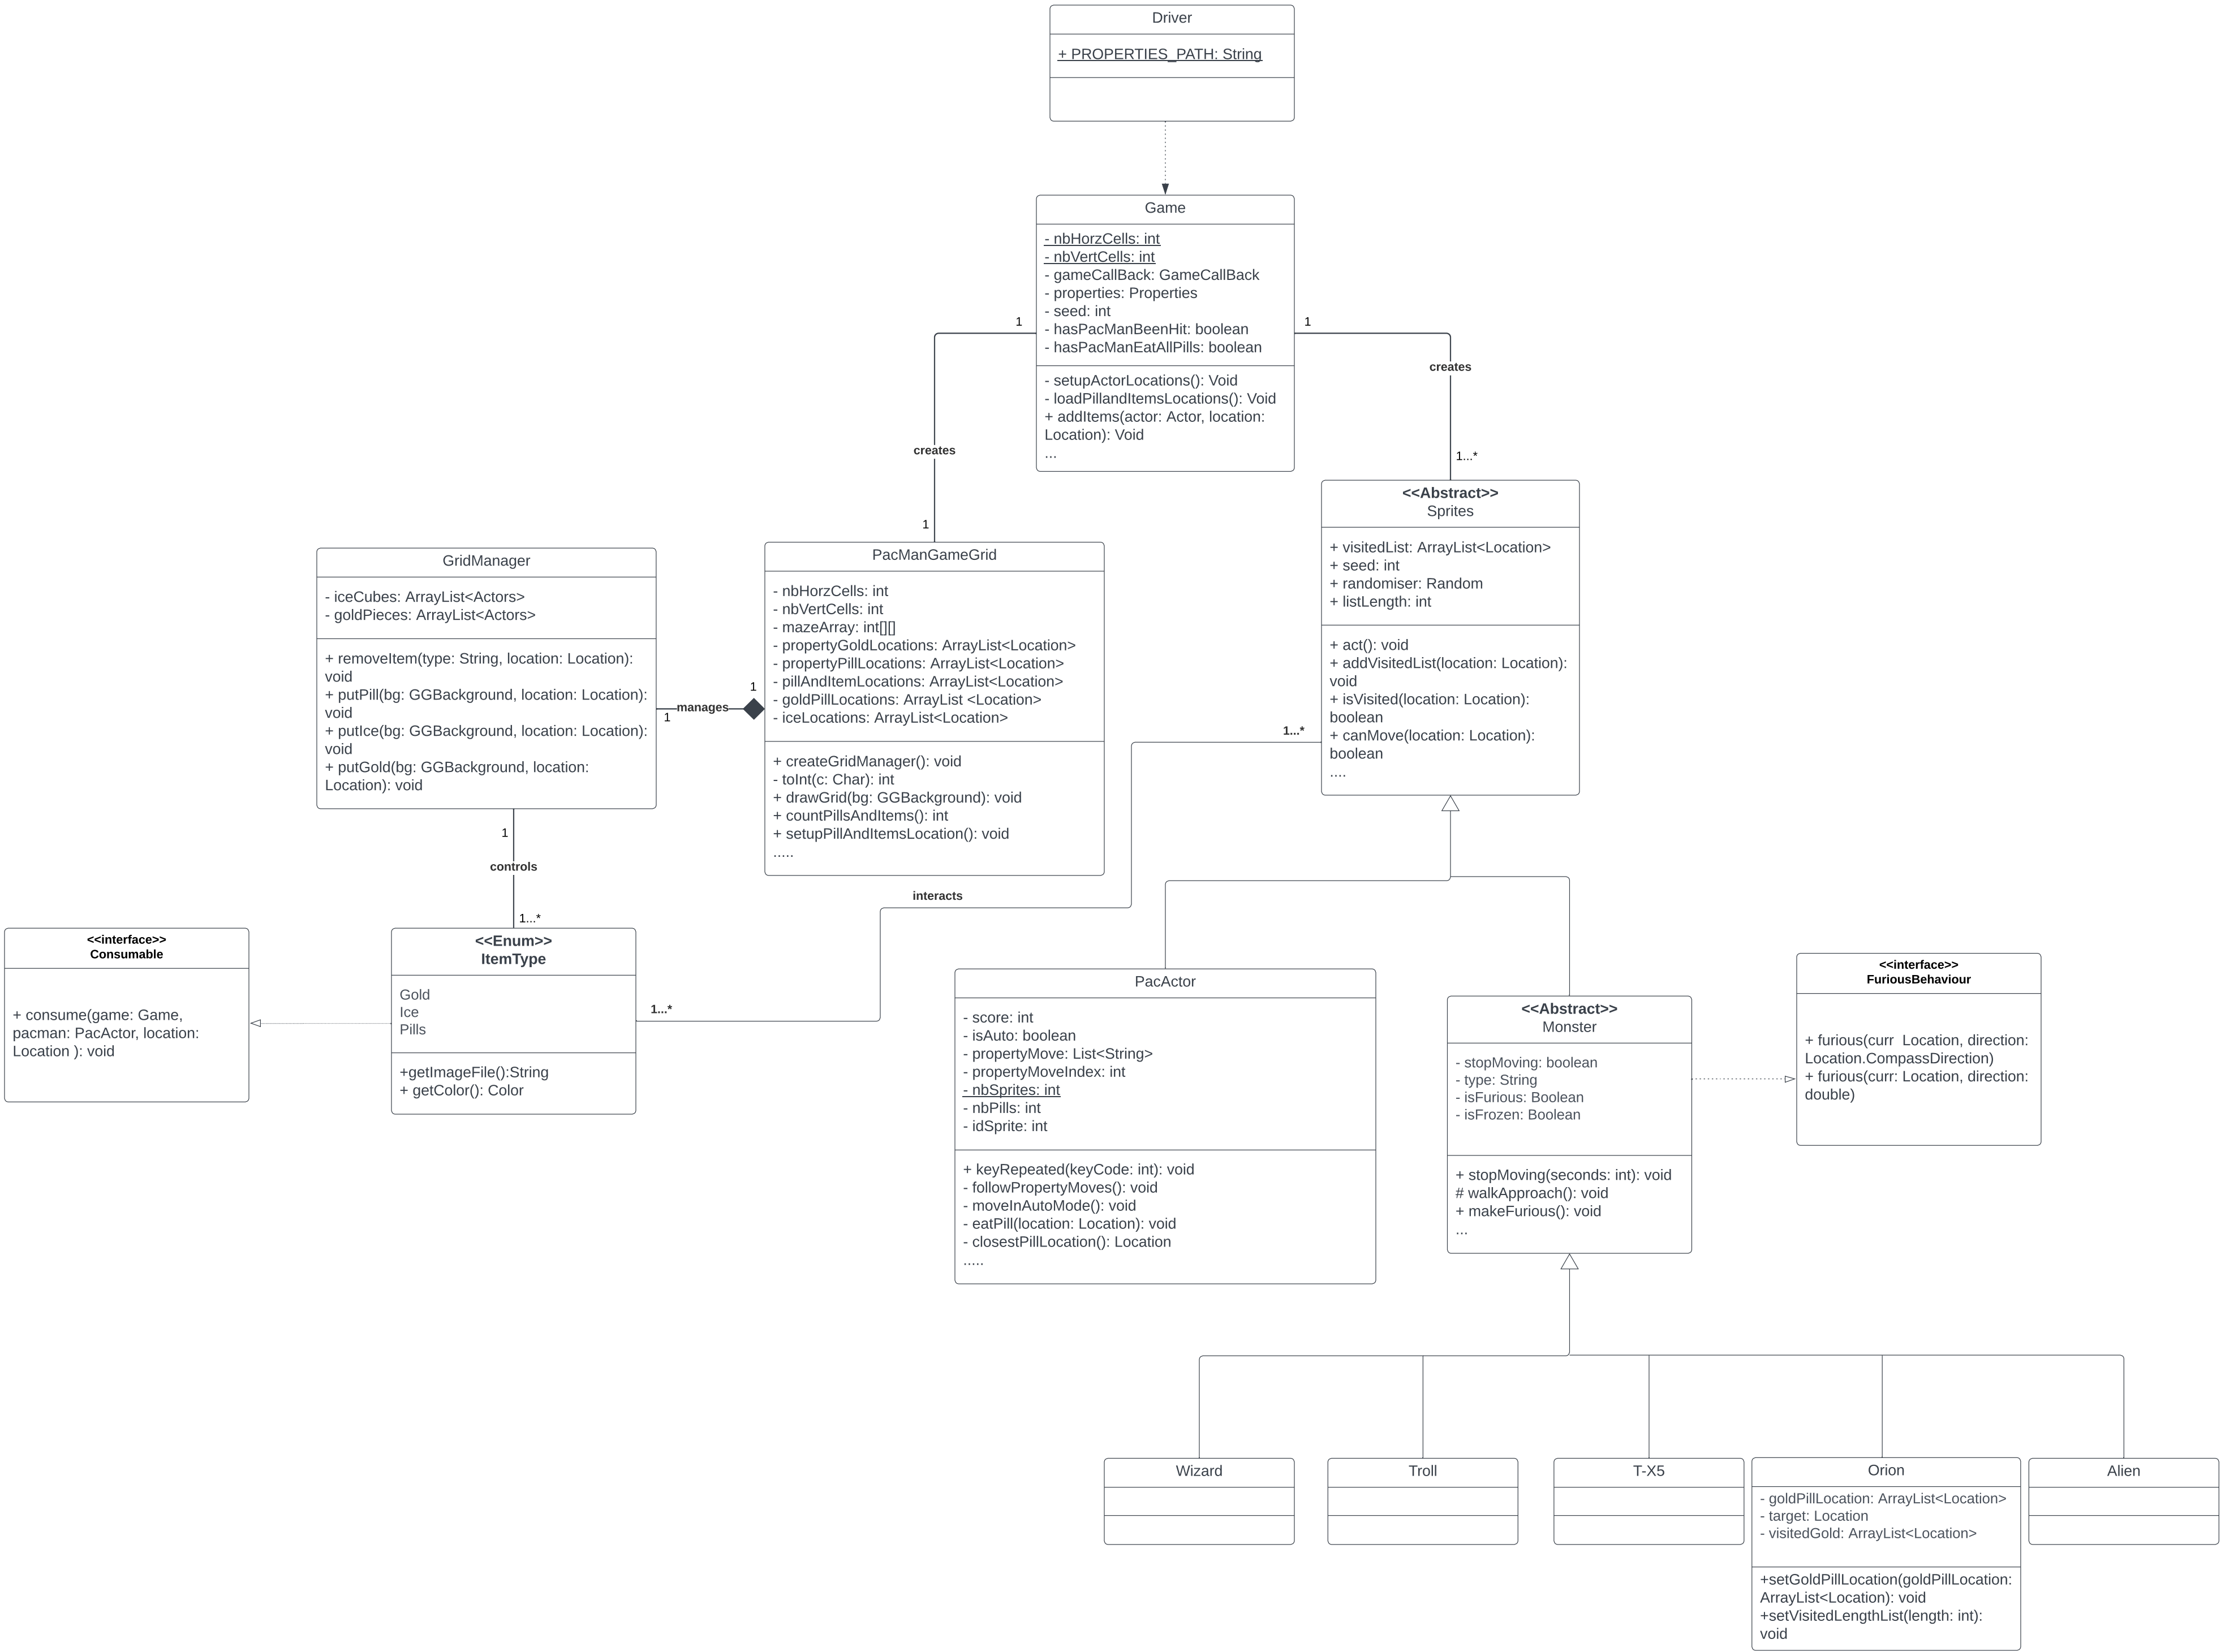 Driver
+ PROPERTIES_PATH: String
Game
- nbHorzCells: int
- nbVertCells: int
- gameCallBack: GameCallBack
- properties: Properties
- seed: int
- hasPacManBeenHit: boolean
- hasPacManEatAllPills: boolean
- setupActorLocations(): Void
- loadPillandItemsLocations(): Void
+ addItems(actor: Actor, location:
Location): Void
...
1
1
creates
creates
1
1...*
<<Abstract>>
Sprites
+ visitedList: ArrayList<Location>
+ seed: int
+ randomiser: Random
+ listLength: int
+ act(): void
+ addVisitedList(location: Location):
void
+ isVisited(location: Location):
boolean
+ canMove(location: Location):
boolean
....
GridManager
- iceCubes: ArrayList<Actors>
- goldPieces: ArrayList<Actors>
+ removeItem(type: String, location: Location):
void
+ putPill(bg: GGBackground, location: Location):
void
+ putIce(bg: GGBackground, location: Location):
void
+ putGold(bg: GGBackground, location:
Location): void
1
manages
1
PacManGameGrid
- nbHorzCells: int
- nbVertCells: int
- mazeArray: int[][]
- propertyGoldLocations: ArrayList<Location>
- propertyPillLocations: ArrayList<Location>
- pillAndItemLocations: ArrayList<Location>
- goldPillLocations: ArrayList <Location>
- iceLocations: ArrayList<Location>
+ createGridManager(): void
- toInt(c: Char): int
+ drawGrid(bg: GGBackground): void
+ countPillsAndItems(): int
+ setupPillAndItemsLocation(): void
.....
1...*
interacts
1...*
1
controls
1...*
<<interface>>
Consumable
+ consume(game: Game,
pacman: PacActor, location:
Location ): void
<<Enum>>
ItemType
Gold
Ice
Pills
+getImageFile():String
+ getColor(): Color
PacActor
- score: int
- isAuto: boolean
- propertyMove: List<String>
- propertyMoveIndex: int
- nbSprites: int
- nbPills: int
- idSprite: int
+ keyRepeated(keyCode: int): void
- followPropertyMoves(): void
- moveInAutoMode(): void
- eatPill(location: Location): void
- closestPillLocation(): Location
.....
<<Abstract>>
Monster
- stopMoving: boolean
- type: String
- isFurious: Boolean
- isFrozen: Boolean
+ stopMoving(seconds: int): void
# walkApproach(): void
+ makeFurious(): void
...
<<interface>>
FuriousBehaviour
+ furious(curr  Location, direction:
Location.CompassDirection)
+ furious(curr: Location, direction:
double)
Wizard
Troll
T-X5
Orion
- goldPillLocation: ArrayList<Location>
- target: Location
- visitedGold: ArrayList<Location>
+setGoldPillLocation(goldPillLocation:
ArrayList<Location): void
+setVisitedLengthList(length: int):
void
Alien